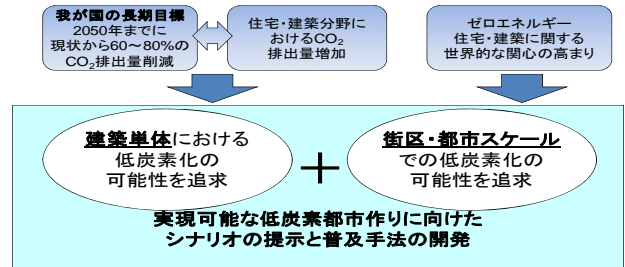 我が国の長期目標
2050年までに
現状から60～80%の
CO₂排出量削減
住宅・建築分野に
おけるCO₂
排出量増加
ゼロエネルギー
住宅・建築に関する
世界的な関心の高まり
建築単体における
低炭素化の
可能性を追求
＋
街区・都市スケール
での低炭素化の
可能性を追求
実現可能な低炭素都市作りに向けた
シナリオの提示と普及手法の開発